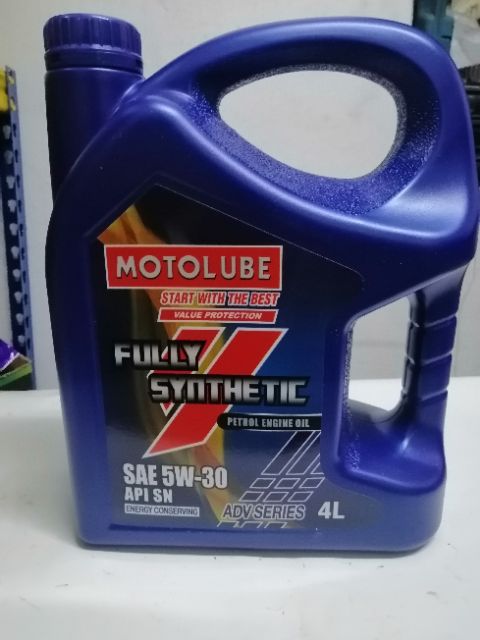 MOTOLUBE
START WITH THE BEST
VALUE PROTECTION
FULLY
SYNTHETIC
PETROL ENGINE OIL
SAE 5W-30
API SN
ENERGY CONSERVING
ADV SERIES
4L